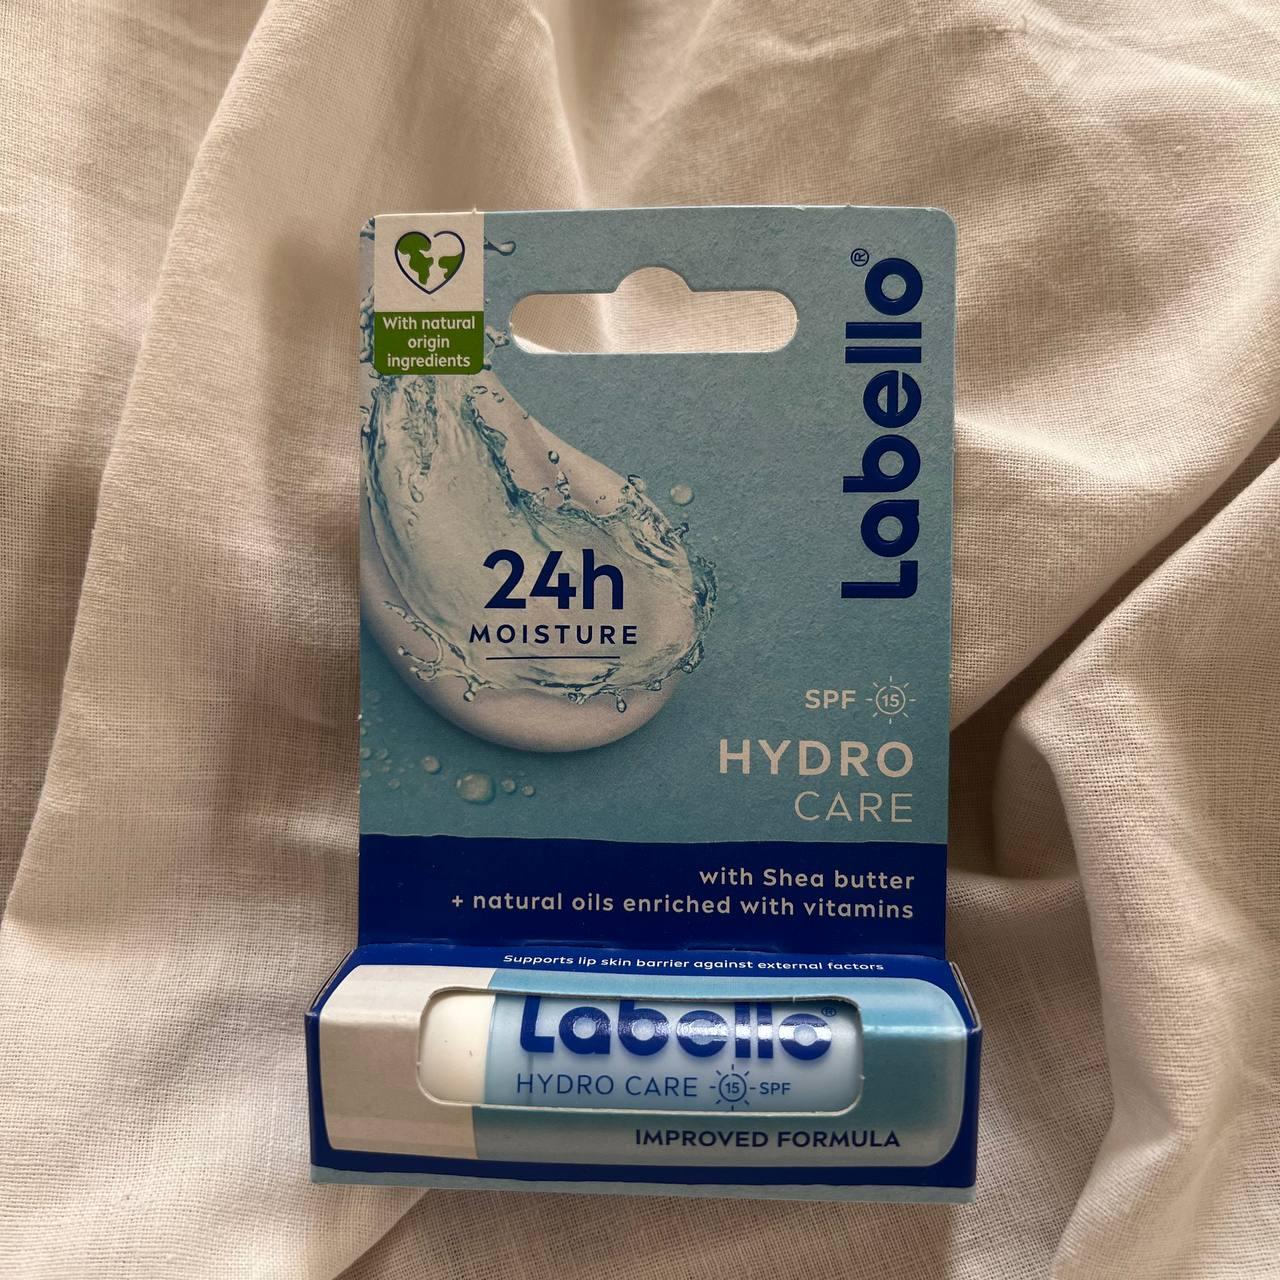 With natural
origin
ingredients
Labello®
24h
MOISTURE
SPF 15
HYDRO
CARE
with Shea butter
+ natural oils enriched with vitamins
Supports lip skin barrier against external factors
Labello®
HYDRO CARE 15 SPF
IMPROVED FORMULA